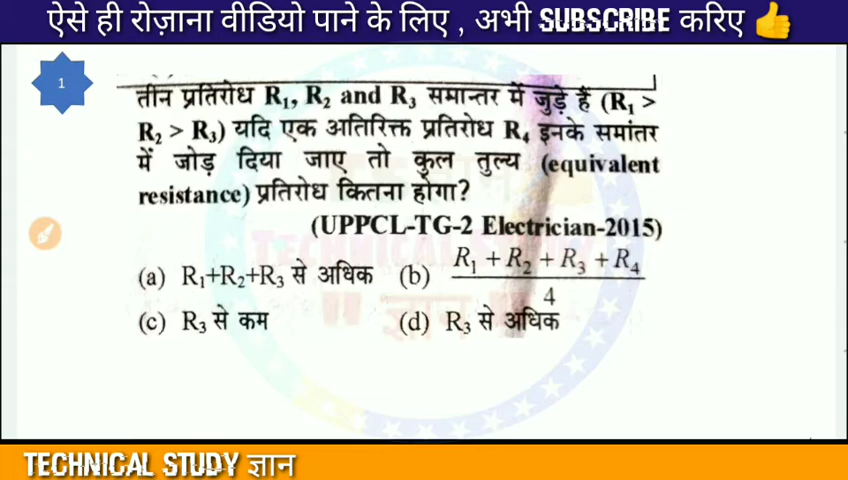 ऐसे ही रोज़ाना वीडियो पाने के लिए , अभी SUBSCRIBE करिए 👍
1
तीन प्रतिरोध R₁, R₂ and R₃ समान्तर में जुड़े हैं (R₁ >
R₂ > R₃) यदि एक अतिरिक्त प्रतिरोध R₄ इनके समांतर
में जोड़ दिया जाए तो कुल तुल्य (equivalent
resistance) प्रतिरोध कितना होगा?
(UPPCL-TG-2 Electrician-2015)
(a) R₁+R₂+R₃ से अधिक (b) R₁ + R₂ + R₃ + R₄ / 4
(c) R₃ से कम (d) R₃ से अधिक
TECHNICAL STUDY ज्ञान